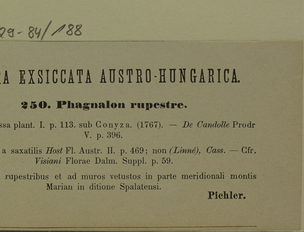 29-84/188
RA EXSICCATA AUSTRO-HUNGARICA.
250. Phagnalon rupestre.
ssa plant. I. p. 113. sub Conyza. (1767). — De Candolle Prodr
V. p. 396.
a saxatilis Host Fl. Austr. II. p. 469; non (Linné), Cass. — Cfr.
Visiani Florae Dalm. Suppl. p. 59.
rupestribus et ad muros vetustos in parte meridionali montis
Marian in ditione Spalatensi.
Pichler.